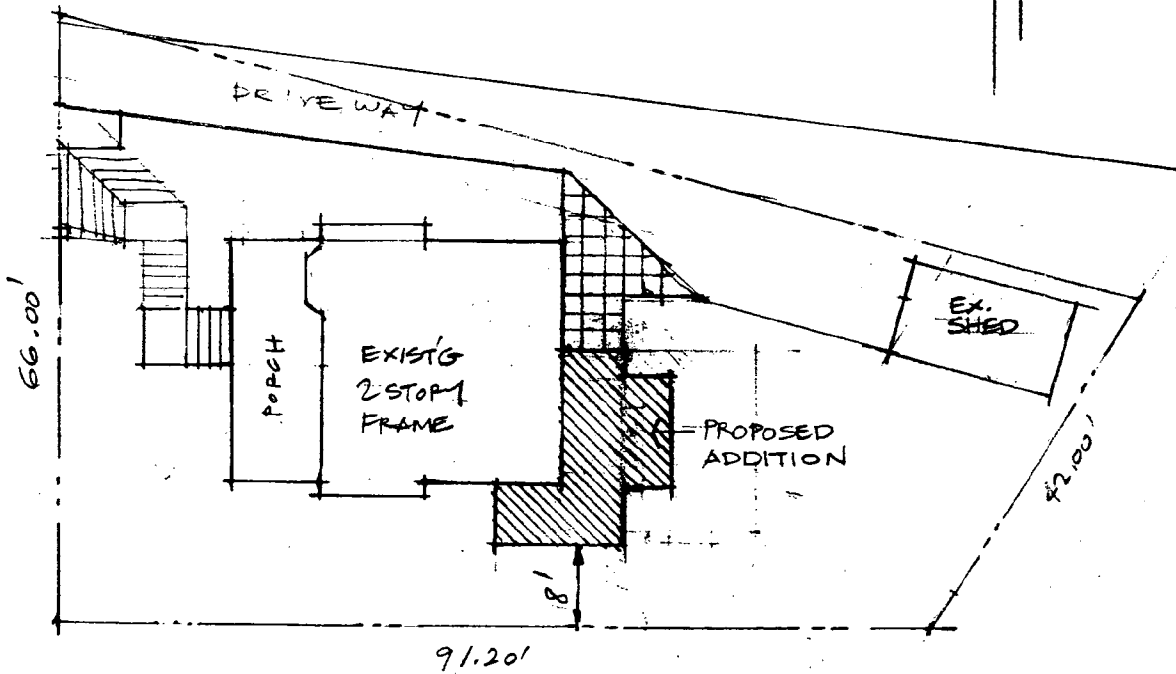 DRIVEWAY
66.00'
PORCH
EXIST'G
2 STORY
FRAME
EX.
SHED
PROPOSED
ADDITION
42.00'
8'
91.20'